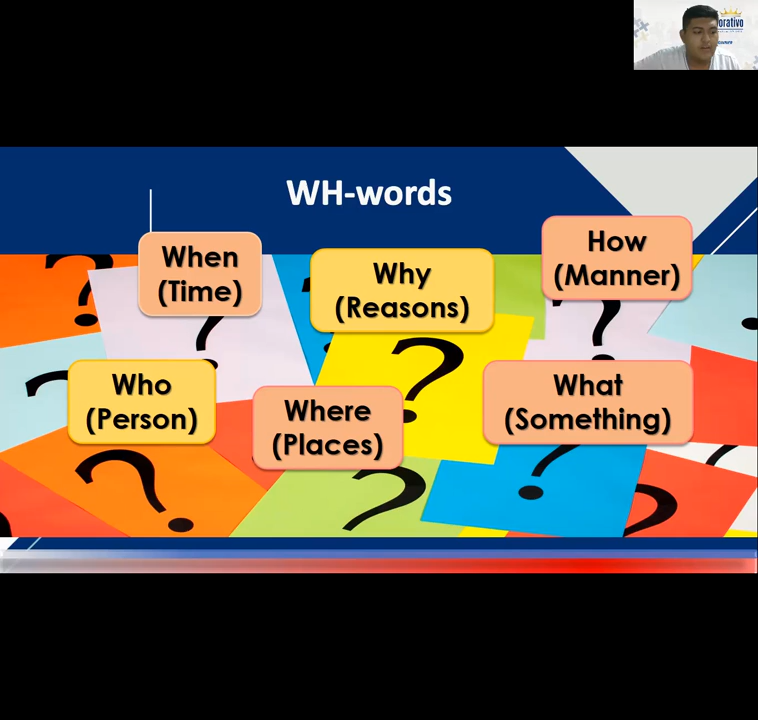 WH-words
When
(Time)
Why
(Reasons)
How
(Manner)
Who
(Person)
Where
(Places)
What
(Something)